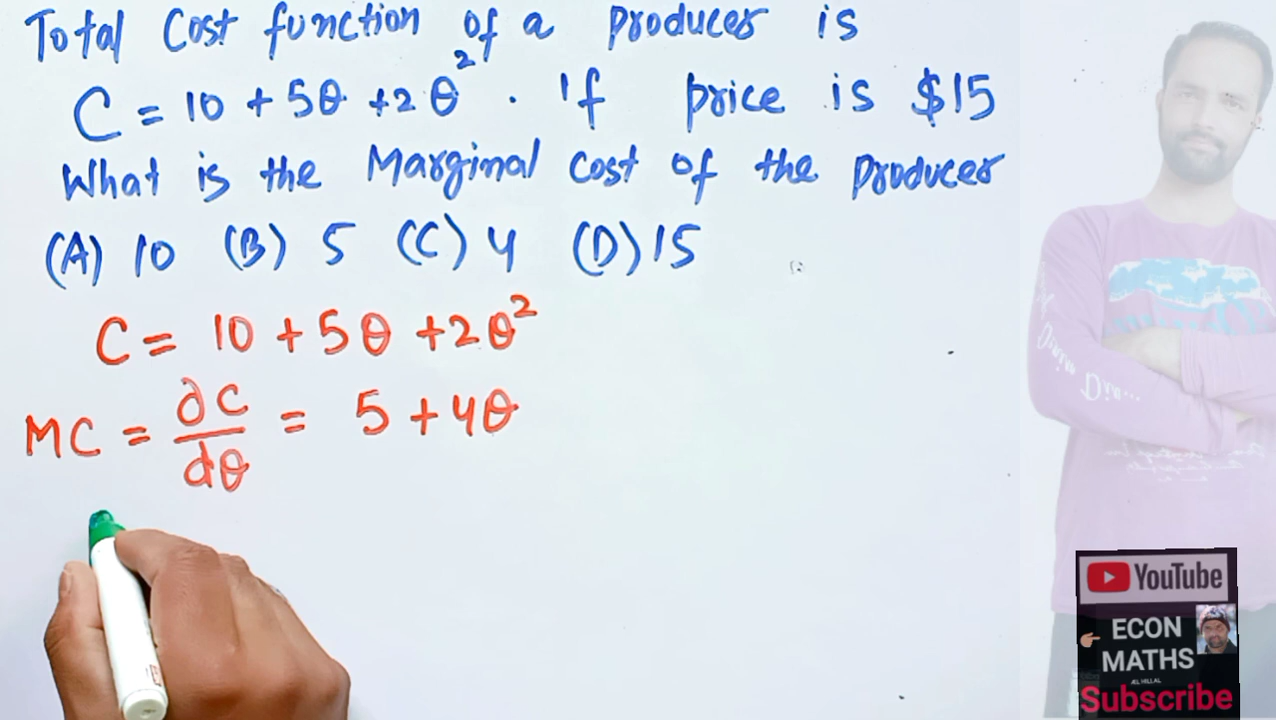 Total Cost function of a producer is
C = 10 + 5θ + 2θ². If price is $15
What is the Marginal Cost of the Producer
(A) 10 (B) 5 (C) 4 (D) 15
C = 10 + 5θ + 2θ²
MC = ∂C/dθ = 5 + 4θ
YouTube
ECON
MATHS
Subscribe